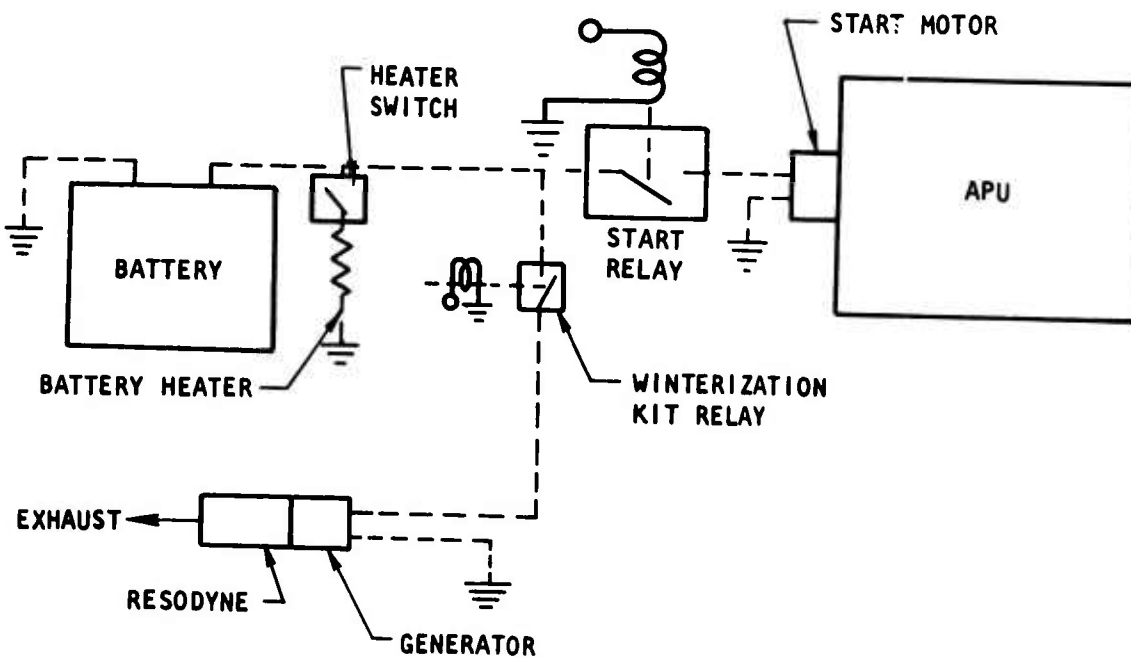 START MOTOR
HEATER
SWITCH
APU
BATTERY
START
RELAY
BATTERY HEATER
WINTERIZATION
KIT RELAY
EXHAUST
RESODYNE
GENERATOR